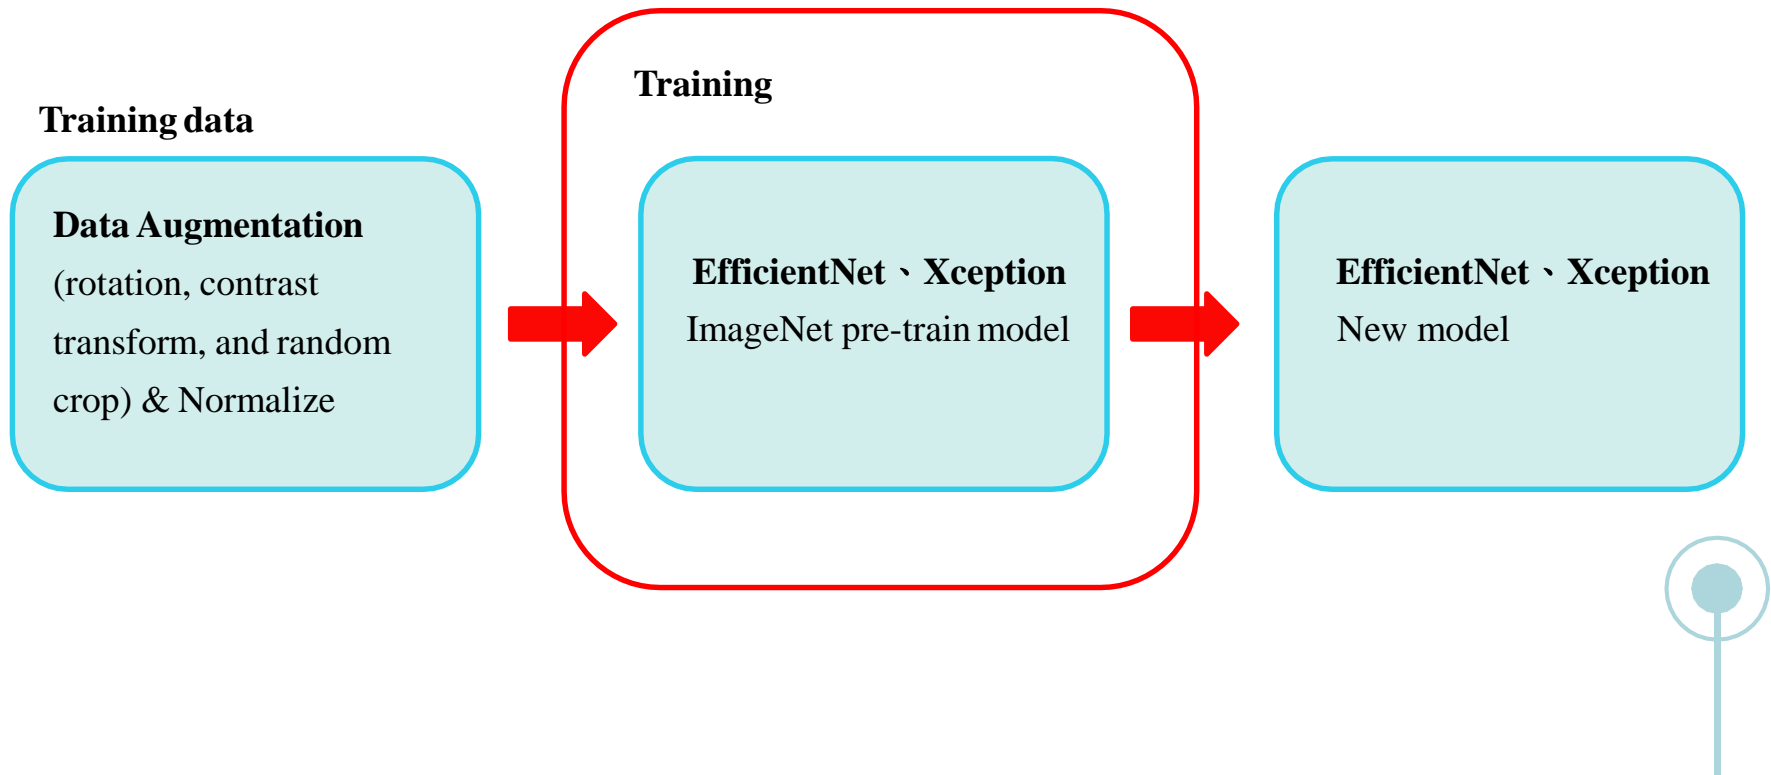 Training data
Data Augmentation
(rotation, contrast
transform, and random
crop) & Normalize
Training
EfficientNet、Xception
ImageNet pre-train model
EfficientNet、Xception
New model